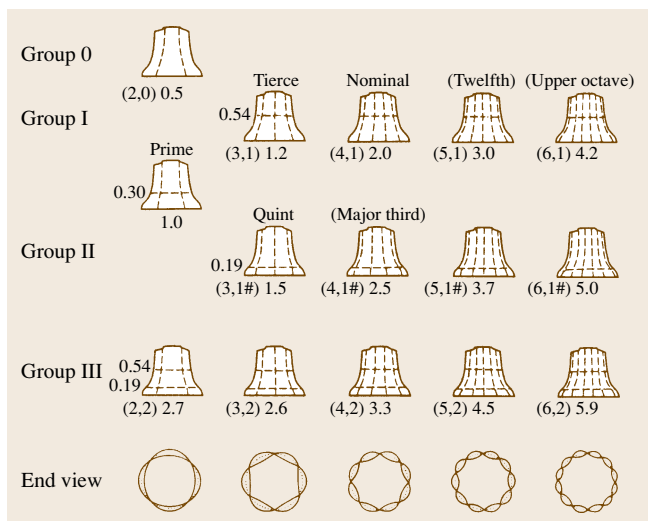 Group 0
(2,0) 0.5
Tierce Nominal (Twelfth) (Upper octave)
Group I
0.54
(3,1) 1.2 (4,1) 2.0 (5,1) 3.0 (6,1) 4.2
Prime
0.30
1.0
Quint (Major third)
Group II
0.19
(3,1#) 1.5 (4,1#) 2.5 (5,1#) 3.7 (6,1#) 5.0
Group III
0.54
0.19
(2,2) 2.7 (3,2) 2.6 (4,2) 3.3 (5,2) 4.5 (6,2) 5.9
End view